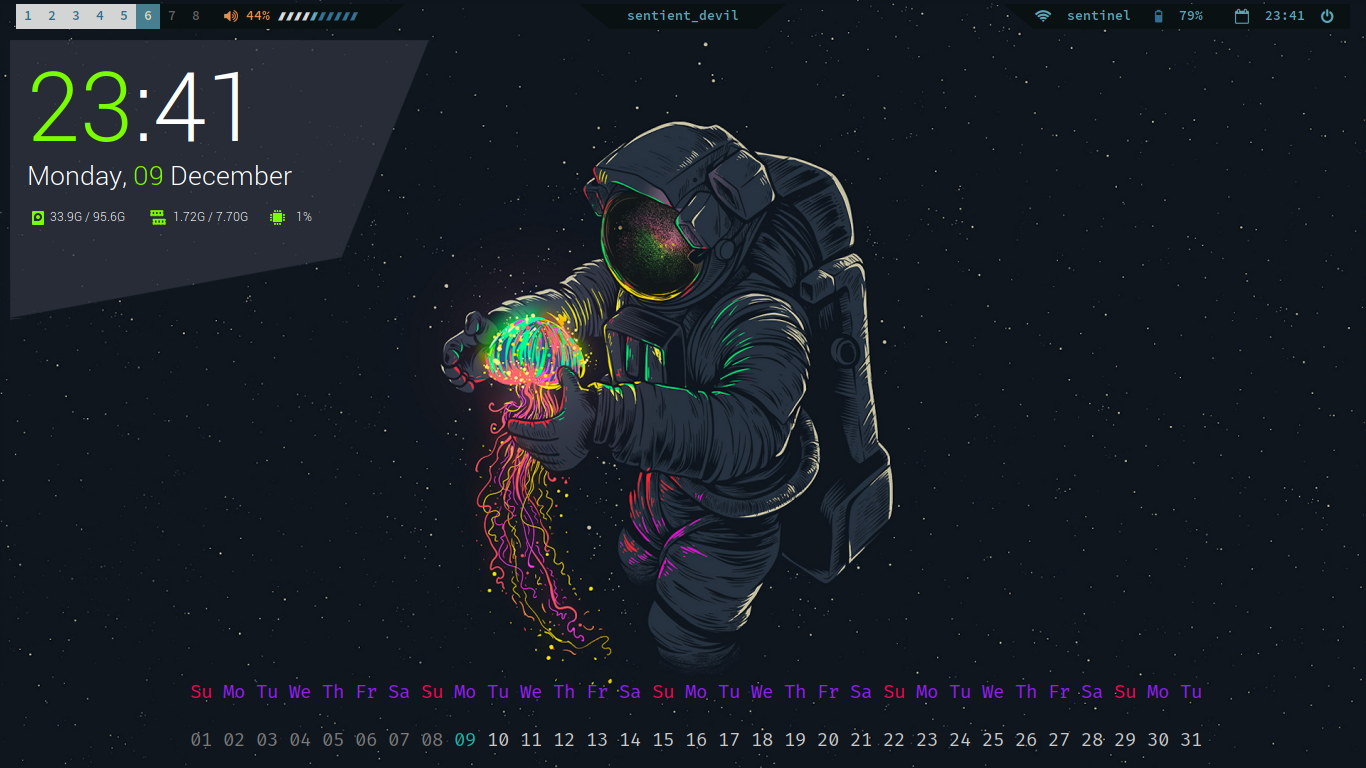 1 2 3 4 5 6 7 8 44% sentient_devil sentinel 79% 23:41
23:41
Monday, 09 December
33.9G / 95.6G 1.72G / 7.70G 1%
Su Mo Tu We Th Fr Sa Su Mo Tu We Th Fr Sa Su Mo Tu We Th Fr Sa Su Mo Tu We Th Fr Sa Su Mo Tu
01 02 03 04 05 06 07 08 09 10 11 12 13 14 15 16 17 18 19 20 21 22 23 24 25 26 27 28 29 30 31